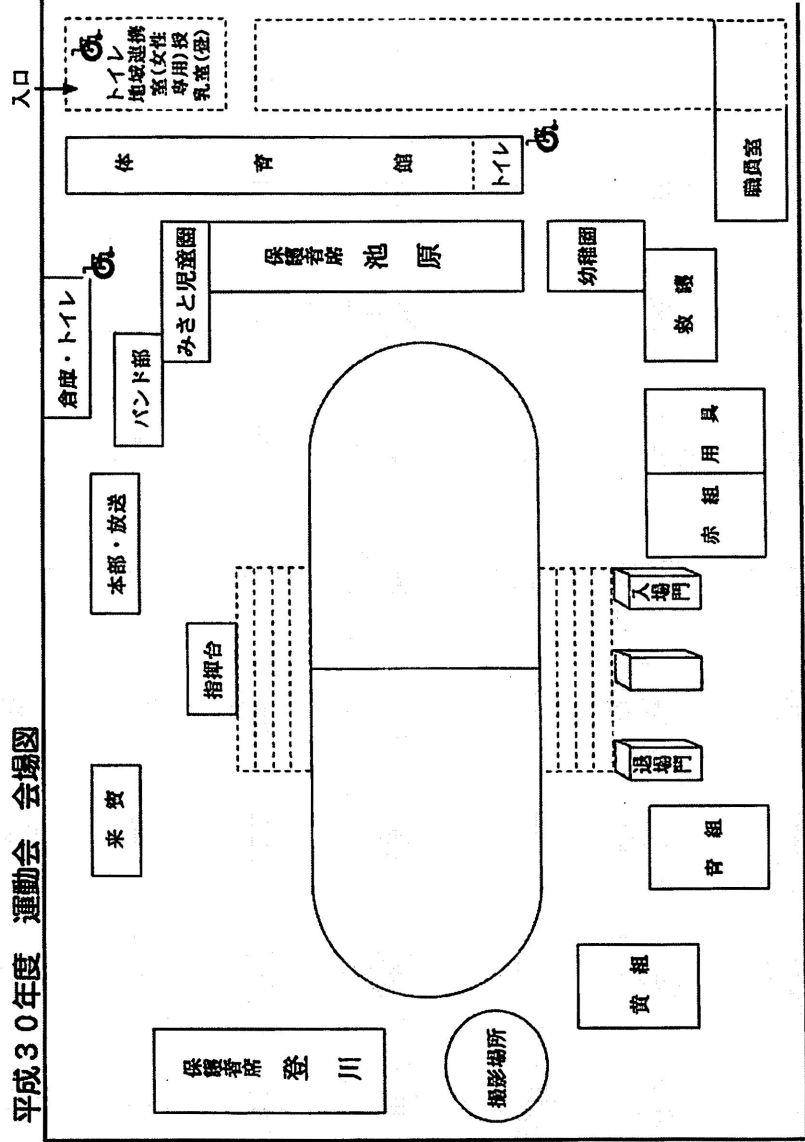 平成30年度　運動会　会場図
入口
トイレ
地域連携
室(女性
専用)授
乳室(昼)
体育館
トイレ
職員室
倉庫・トイレ
みさと児童園
保護者席
池原
幼稚園
救護
バンド部
本部・放送
指揮台
来賓
用具
赤組
入場門
退場門
青組
黄組
保護者席
登川
撮影場所